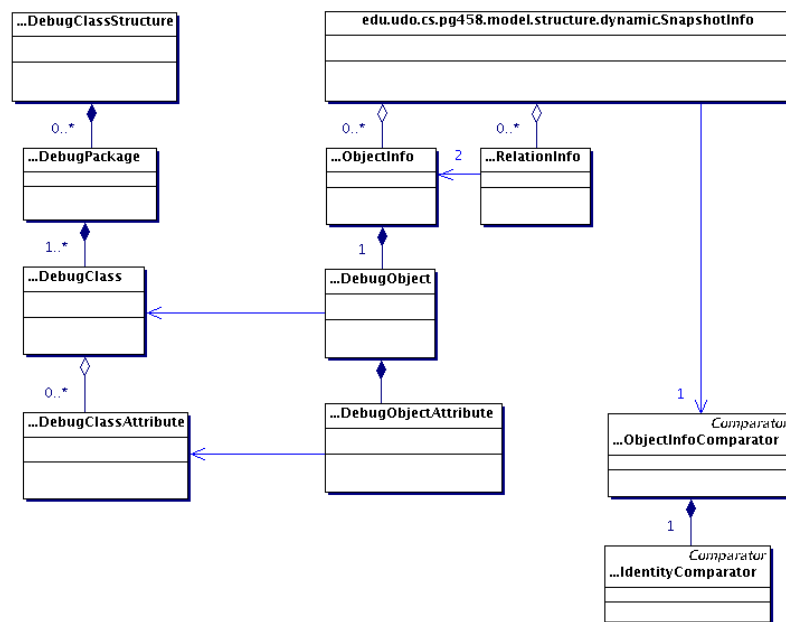 ...DebugClassStructure
edu.udo.cs.pg458.model.structure.dynamic.SnapshotInfo
0..*
0..*
0..*
...DebugPackage
...ObjectInfo
2
...RelationInfo
1..*
1
...DebugClass
...DebugObject
0..*
1
...DebugClassAttribute
...DebugObjectAttribute
Comparator
...ObjectInfoComparator
1
Comparator
...IdentityComparator